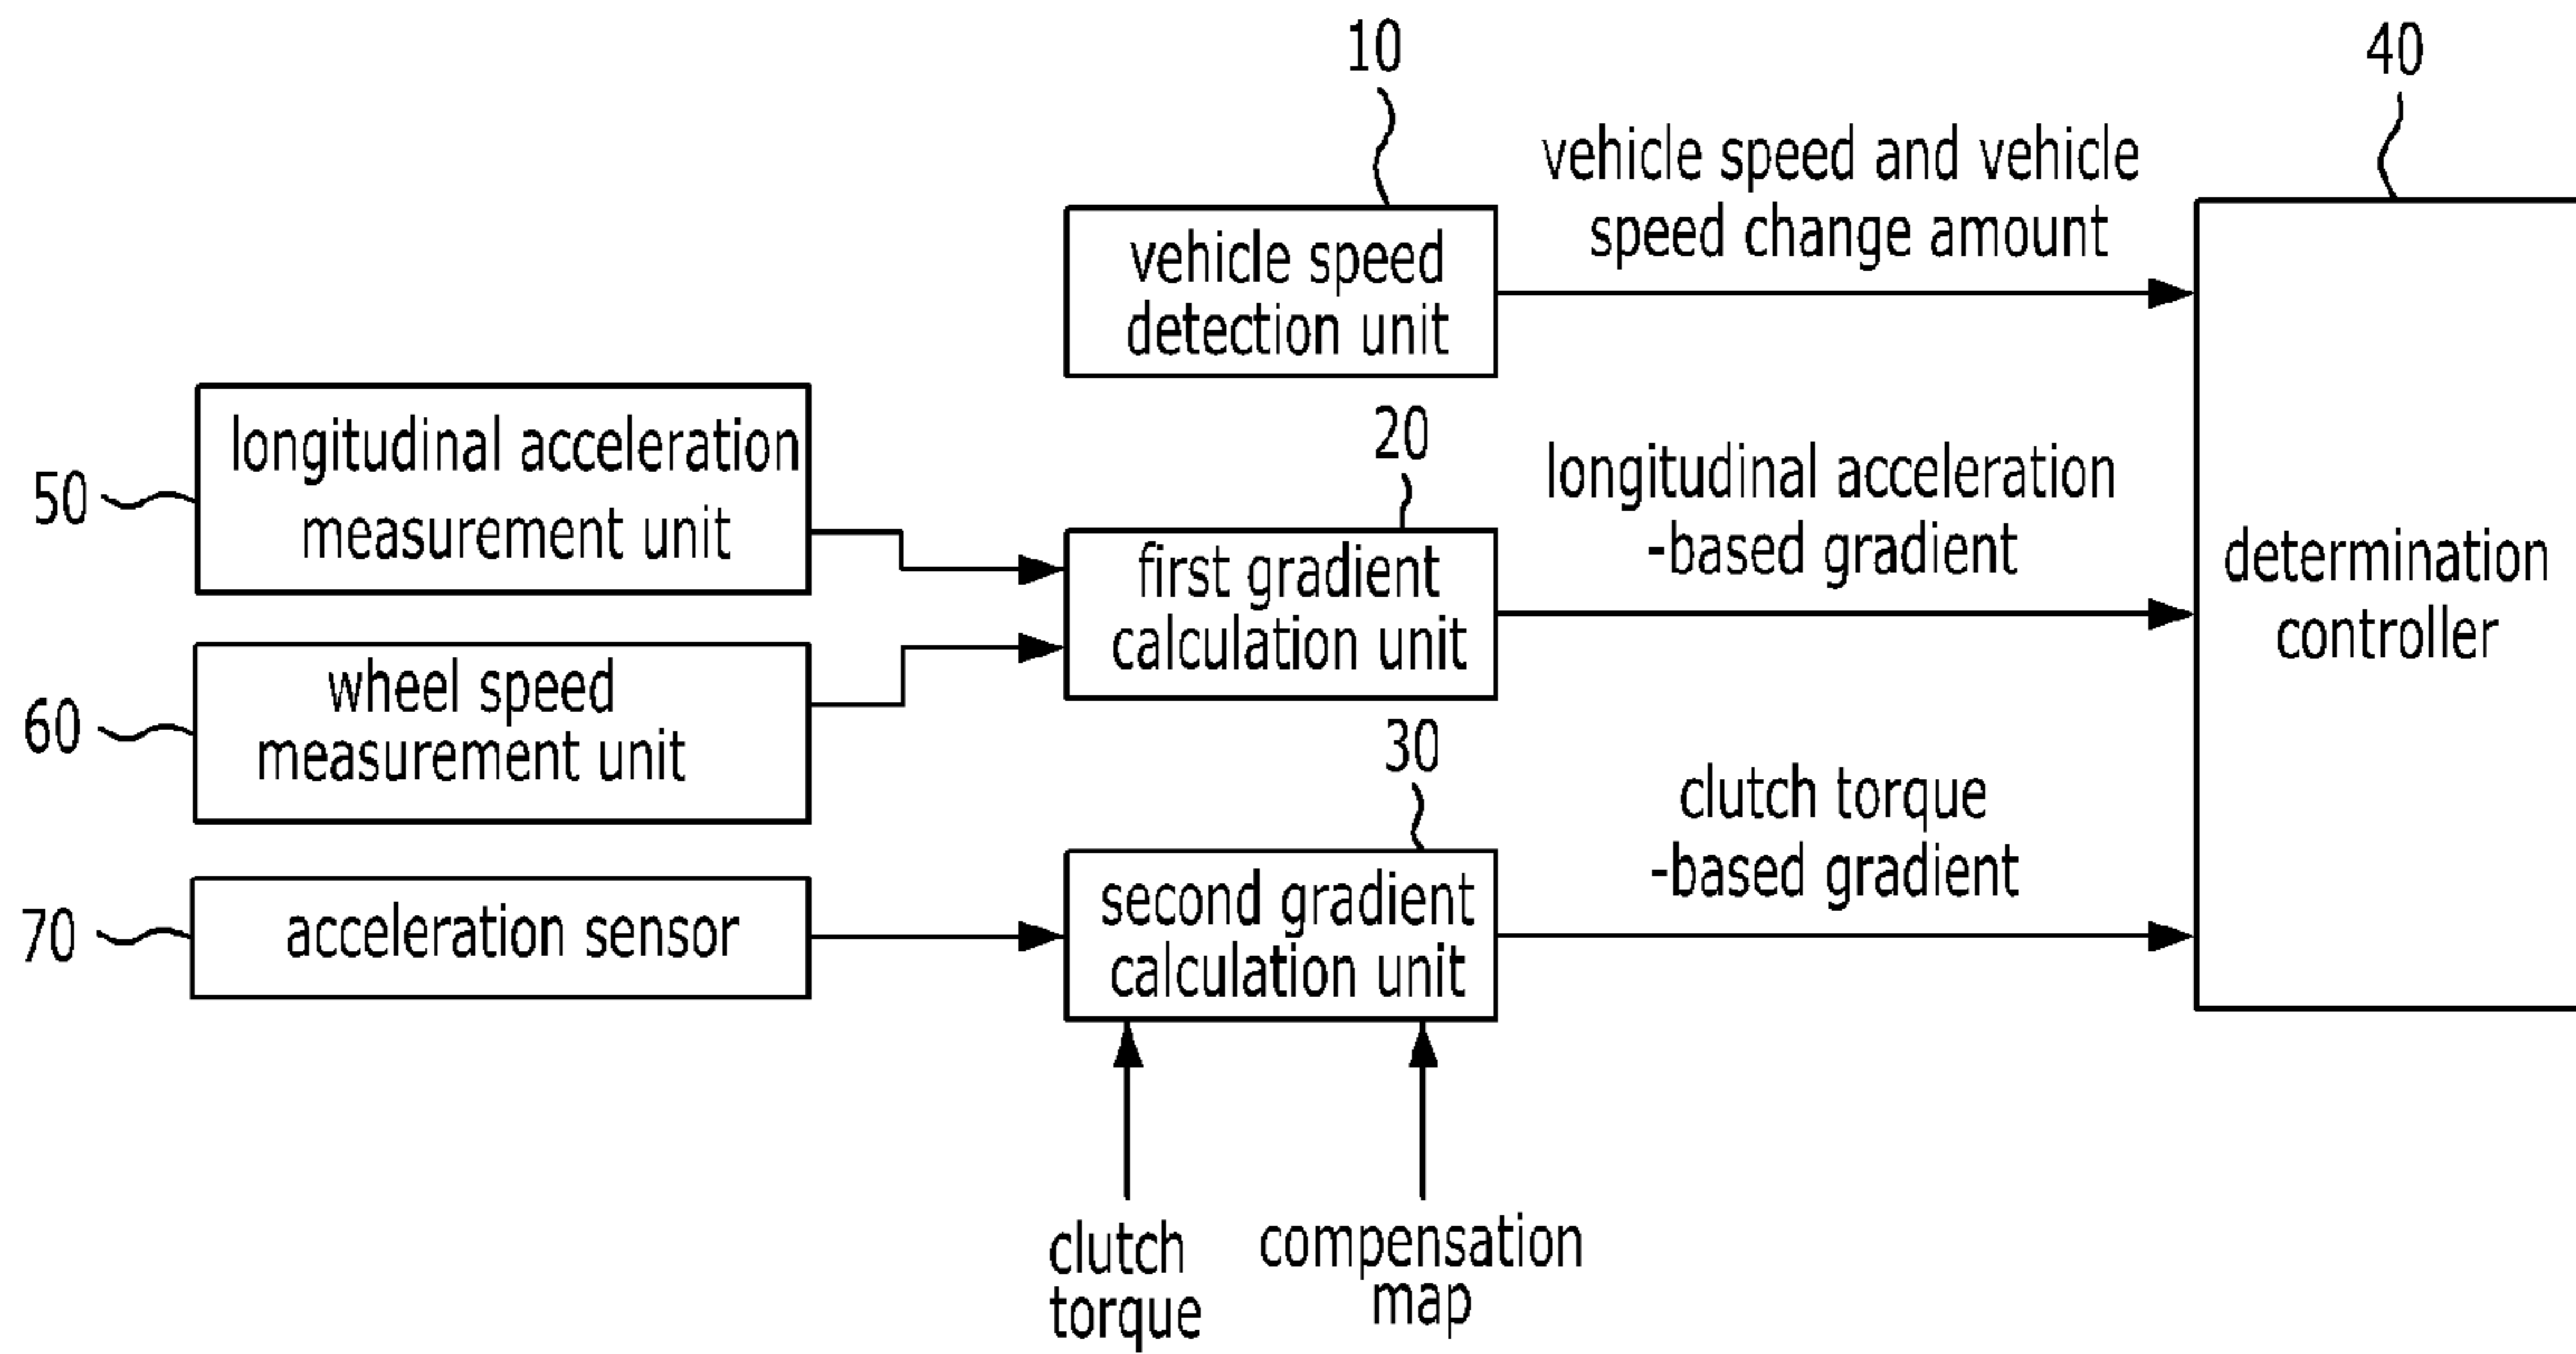 10
40
vehicle speed and vehicle
speed change amount
vehicle speed
detection unit
50
longitudinal acceleration
measurement unit
20
longitudinal acceleration
-based gradient
first gradient
calculation unit
determination
controller
60
wheel speed
measurement unit
30
clutch torque
-based gradient
70
acceleration sensor
second gradient
calculation unit
clutch
torque
compensation
map